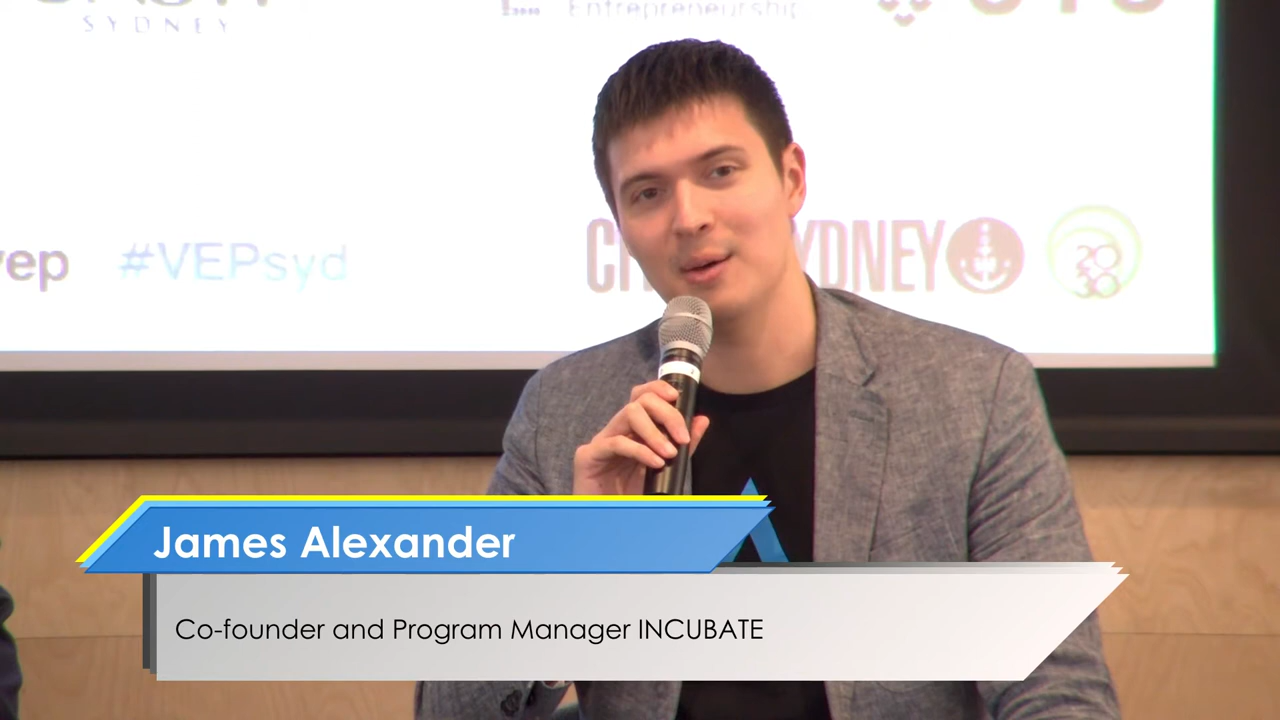 SYDNEY
Entrepreneurship
#VEPsyd
James Alexander
Co-founder and Program Manager INCUBATE